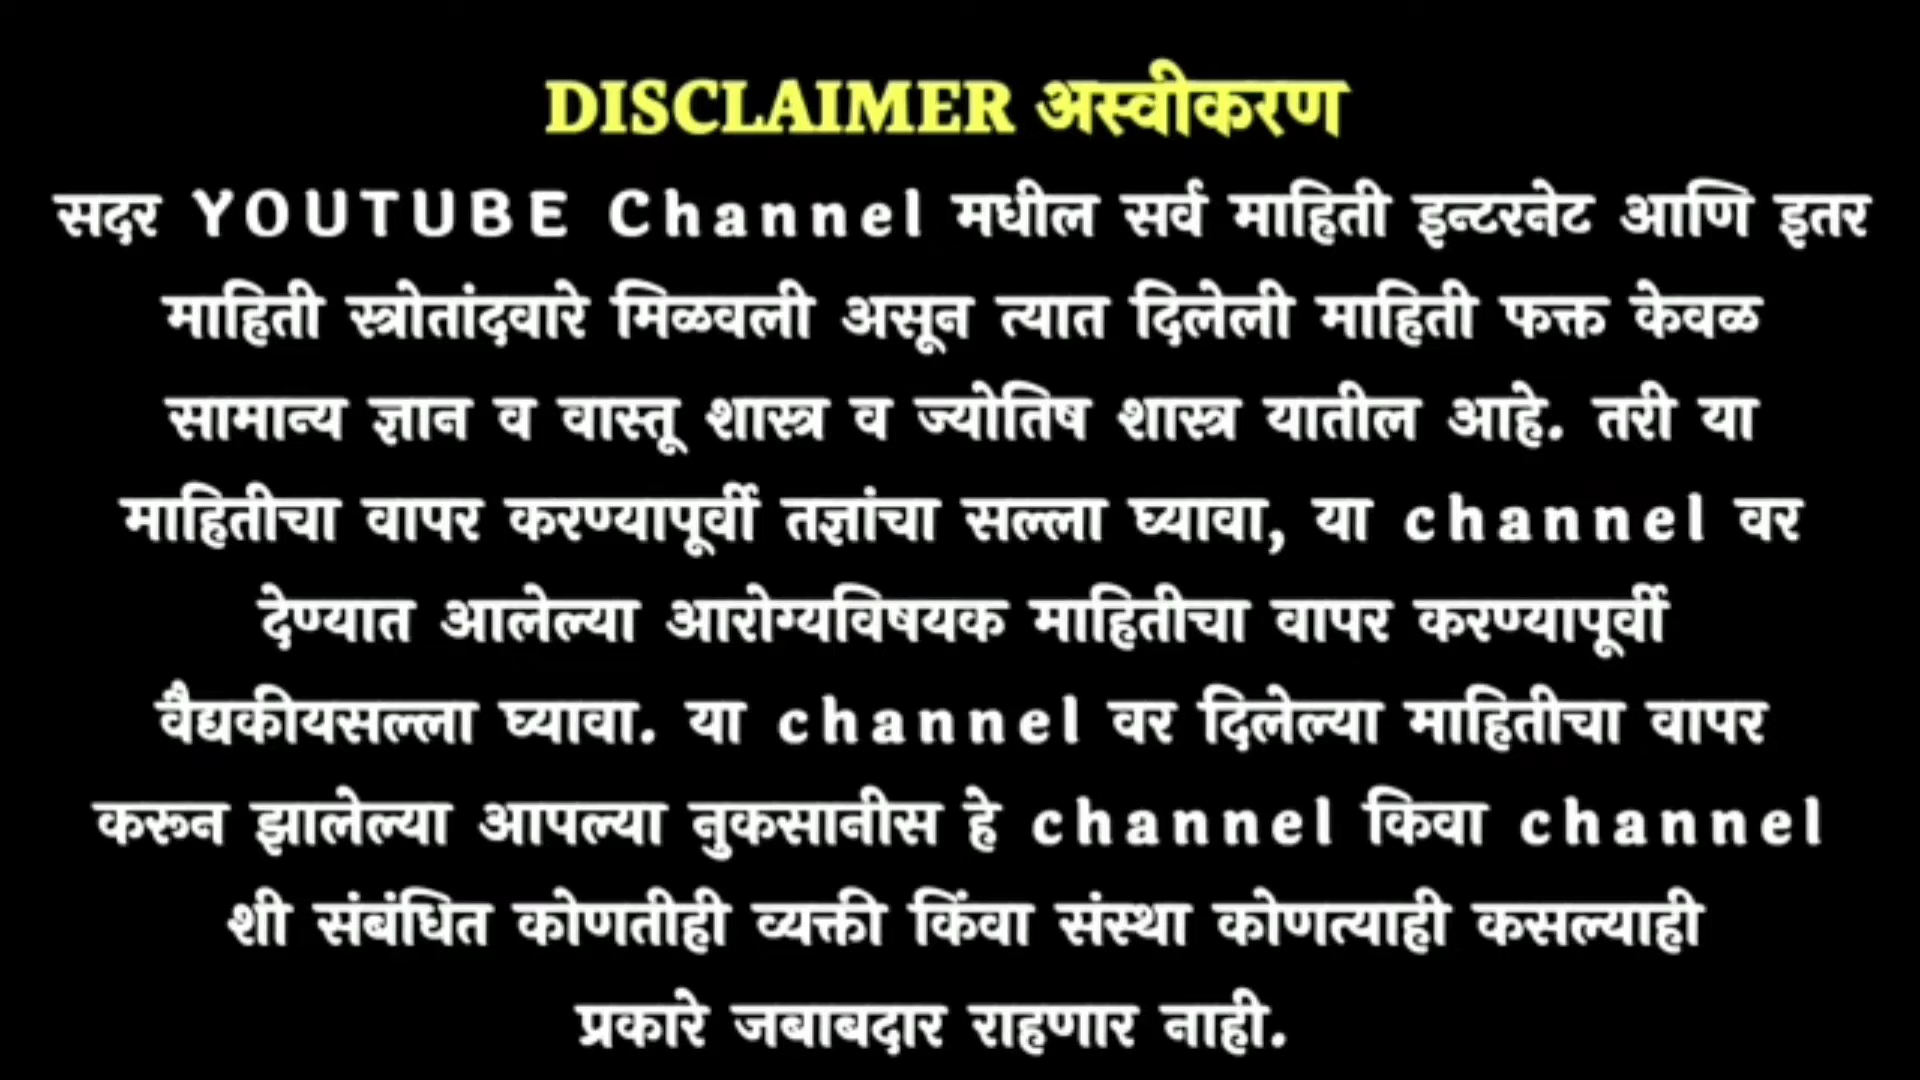 DISCLAIMER अस्वीकरण
सदर YOUTUBE Channel मधील सर्व माहिती इन्टरनेट आणि इतर
माहिती स्त्रोतांदवारे मिळवली असून त्यात दिलेली माहिती फक्त केवळ
सामान्य ज्ञान व वास्तू शास्त्र व ज्योतिष शास्त्र यातील आहे. तरी या
माहितीचा वापर करण्यापूर्वी तज्ञांचा सल्ला घ्यावा, या channel वर
देण्यात आलेल्या आरोग्यविषयक माहितीचा वापर करण्यापूर्वी
वैद्यकीयसल्ला घ्यावा. या channel वर दिलेल्या माहितीचा वापर
करून झालेल्या आपल्या नुकसानीस हे channel किवा channel
शी संबंधित कोणतीही व्यक्ती किंवा संस्था कोणत्याही कसल्याही
प्रकारे जबाबदार राहणार नाही.